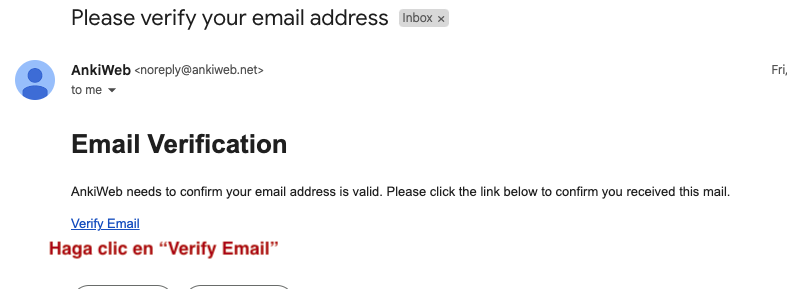 Please verify your email address Inbox ×
AnkiWeb <noreply@ankiweb.net> Fri,
to me
Email Verification
AnkiWeb needs to confirm your email address is valid. Please click the link below to confirm you received this mail.
Verify Email
Haga clic en “Verify Email”